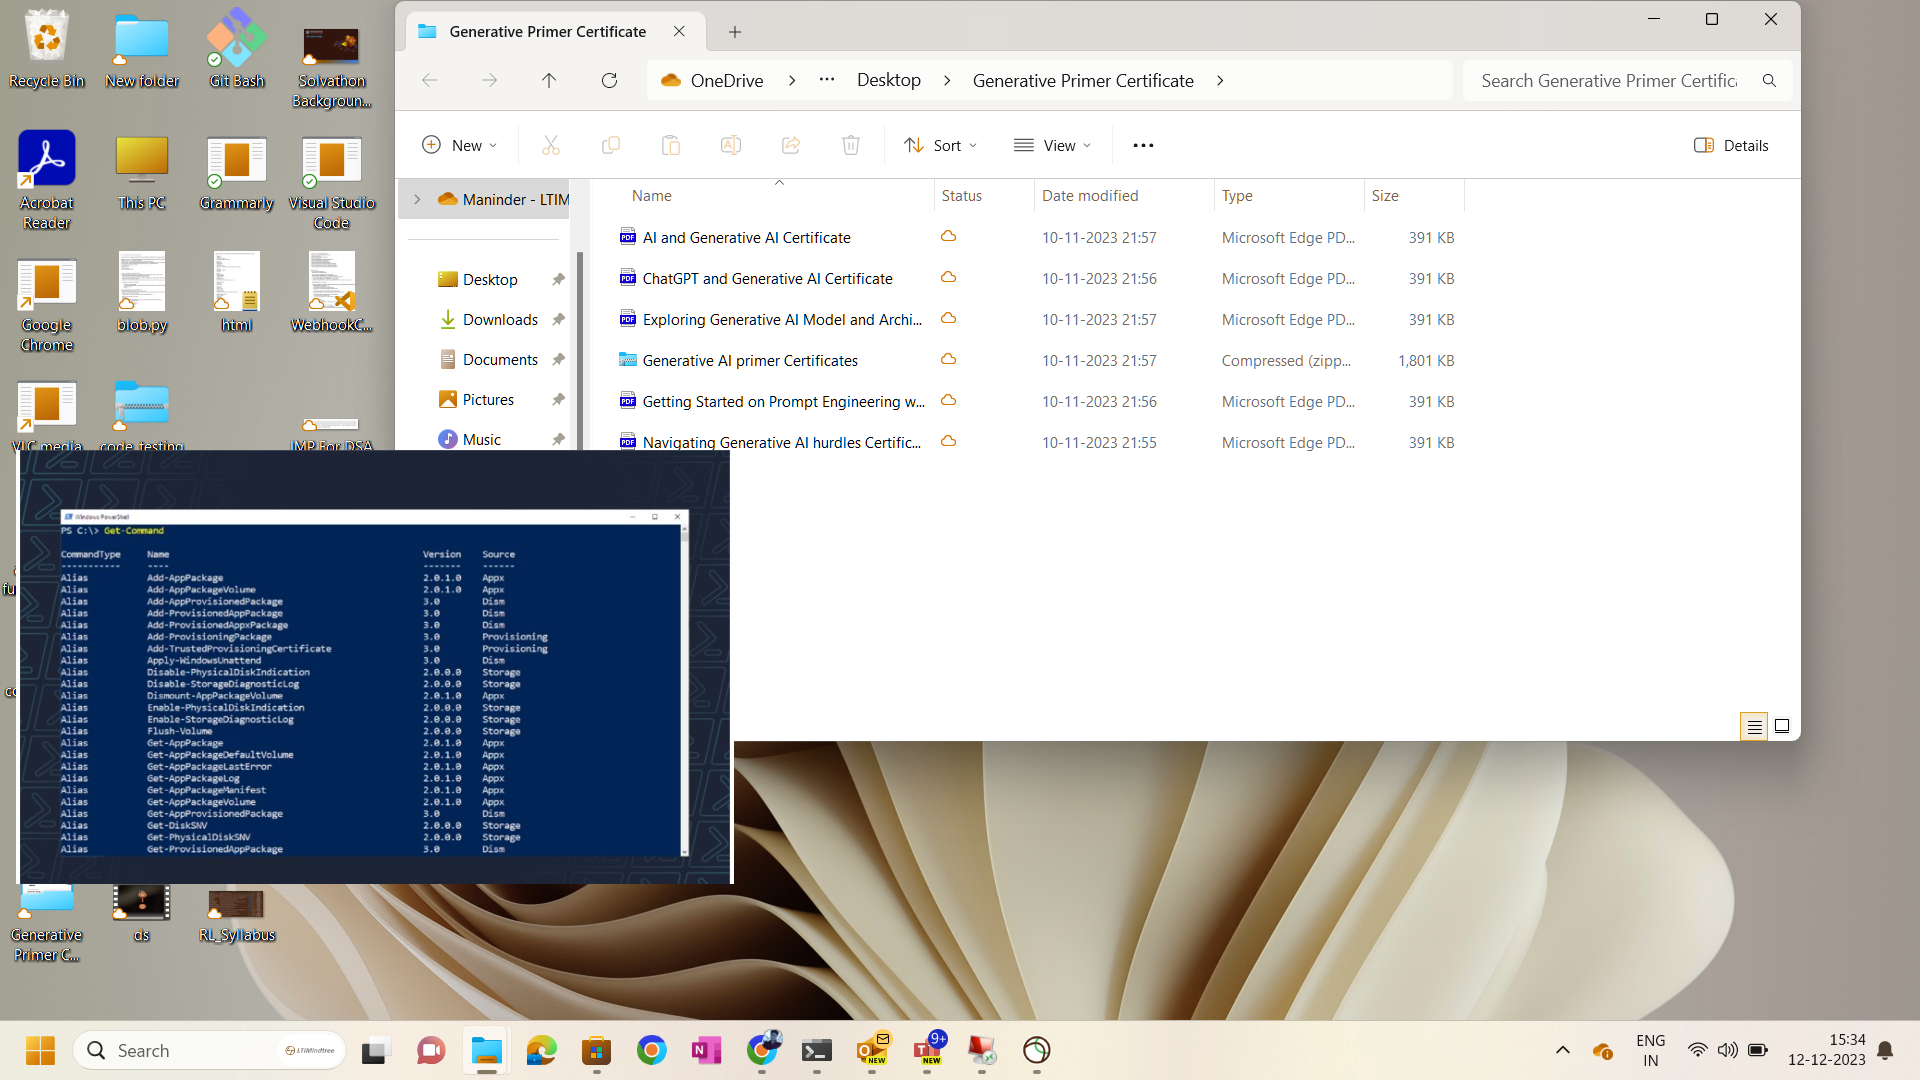 Recycle Bin
New folder
Git Bash
Solvathon
Backgroun...
Acrobat
Reader
This PC
Grammarly
Visual Studio
Code
Google
Chrome
blob.py
html
WebhookC...
VLC media
code_testing
IMP For DSA
Generative
Primer C...
ds
RL_Syllabus
Generative Primer Certificate
OneDrive
Desktop
Generative Primer Certificate
Search Generative Primer Certific
New
Sort
View
Details
Maninder - LTIM
Desktop
Downloads
Documents
Pictures
Music
Name Status Date modified Type Size
AI and Generative AI Certificate 10-11-2023 21:57 Microsoft Edge PD... 391 KB
ChatGPT and Generative AI Certificate 10-11-2023 21:56 Microsoft Edge PD... 391 KB
Exploring Generative AI Model and Archi... 10-11-2023 21:57 Microsoft Edge PD... 391 KB
Generative AI primer Certificates 10-11-2023 21:57 Compressed (zipp... 1,801 KB
Getting Started on Prompt Engineering w... 10-11-2023 21:56 Microsoft Edge PD... 391 KB
Navigating Generative AI hurdles Certific... 10-11-2023 21:55 Microsoft Edge PD... 391 KB
Windows PowerShell
PS C:\> Get-Command
CommandType Name Version Source
----------- ---- ------- ------
Alias Add-AppPackage 2.0.1.0 Appx
Alias Add-AppPackageVolume 2.0.1.0 Appx
Alias Add-AppProvisionedPackage 3.0 Dism
Alias Add-ProvisionedAppPackage 3.0 Dism
Alias Add-ProvisionedAppxPackage 3.0 Dism
Alias Add-ProvisioningPackage 3.0 Provisioning
Alias Add-TrustedProvisioningCertificate 3.0 Provisioning
Alias Apply-WindowsUnattend 3.0 Dism
Alias Disable-PhysicalDiskIndication 2.0.0.0 Storage
Alias Disable-StorageDiagnosticLog 2.0.0.0 Storage
Alias Dismount-AppPackageVolume 2.0.1.0 Appx
Alias Enable-PhysicalDiskIndication 2.0.0.0 Storage
Alias Enable-StorageDiagnosticLog 2.0.0.0 Storage
Alias Flush-Volume 2.0.0.0 Storage
Alias Get-AppPackage 2.0.1.0 Appx
Alias Get-AppPackageDefaultVolume 2.0.1.0 Appx
Alias Get-AppPackageLastError 2.0.1.0 Appx
Alias Get-AppPackageLog 2.0.1.0 Appx
Alias Get-AppPackageManifest 2.0.1.0 Appx
Alias Get-AppPackageVolume 2.0.1.0 Appx
Alias Get-AppProvisionedPackage 3.0 Dism
Alias Get-DiskSNV 2.0.0.0 Storage
Alias Get-PhysicalDiskSNV 2.0.0.0 Storage
Alias Get-ProvisionedAppPackage 3.0 Dism
Search
LTIMindtree
NEW
9+
NEW
ENG
IN
15:34
12-12-2023